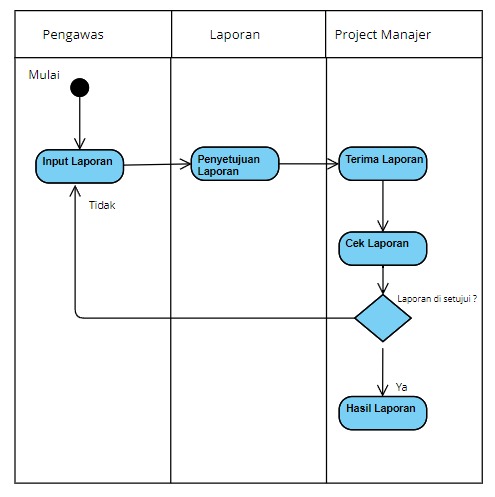 Pengawas
Laporan
Project Manajer
Mulai
Input Laporan
Penyetujuan
Laporan
Terima Laporan
Tidak
Cek Laporan
Laporan di setujui ?
Ya
Hasil Laporan